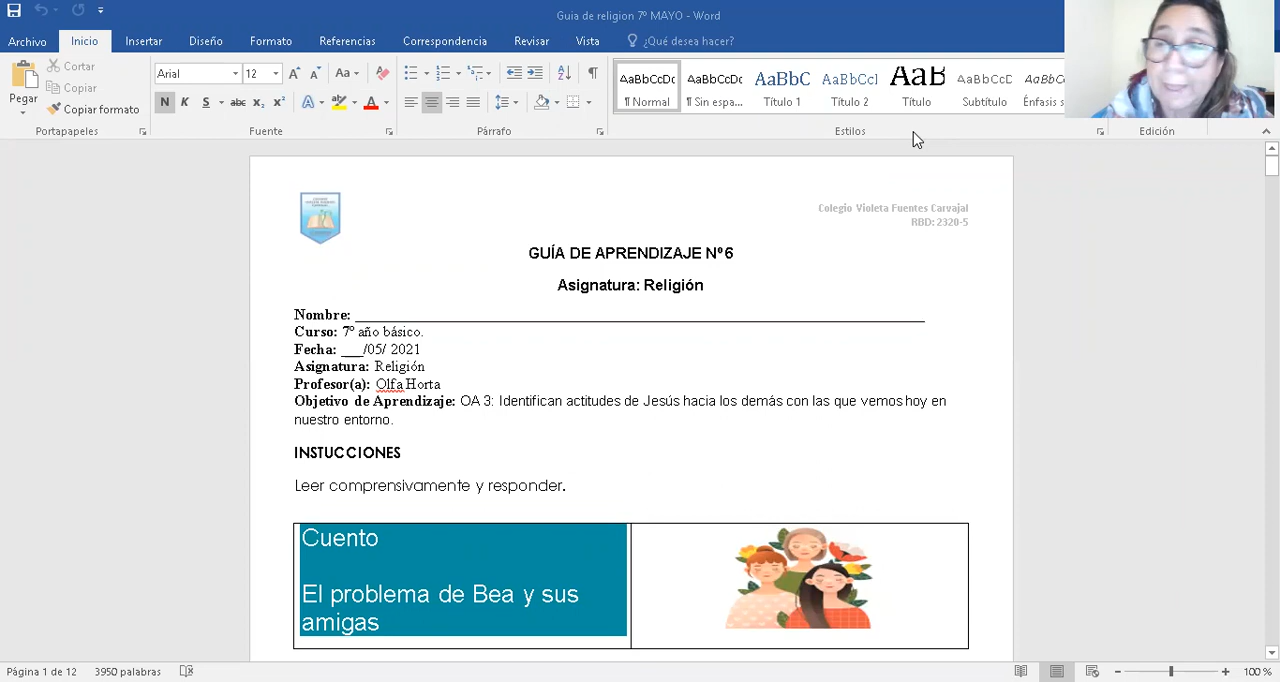 Guia de religion 7º MAYO - Word
Archivo Inicio Insertar Diseño Formato Referencias Correspondencia Revisar Vista ¿Qué desea hacer?
Pegar
Cortar
Copiar
Copiar formato
Portapapeles
Arial 12
N K S abc x₂ x²
Fuente
Párrafo
AaBbCcDc AaBbCcDc AaBbC AaBbCcl AaB AaBbCcD AaBbCc
¶ Normal ¶ Sin espa... Título 1 Título 2 Título Subtítulo Énfasis s
Estilos
Edición
Colegio Violeta Fuentes Carvajal
RBD: 2320-5
GUÍA DE APRENDIZAJE Nº6
Asignatura: Religión
Nombre:
Curso: 7º año básico.
Fecha: ___/05/ 2021
Asignatura: Religión
Profesor(a): Olfa Horta
Objetivo de Aprendizaje: OA 3: Identifican actitudes de Jesús hacia los demás con las que vemos hoy en
nuestro entorno.
INSTUCCIONES
Leer comprensivamente y responder.
Cuento
El problema de Bea y sus
amigas
Página 1 de 12 3950 palabras
100 %